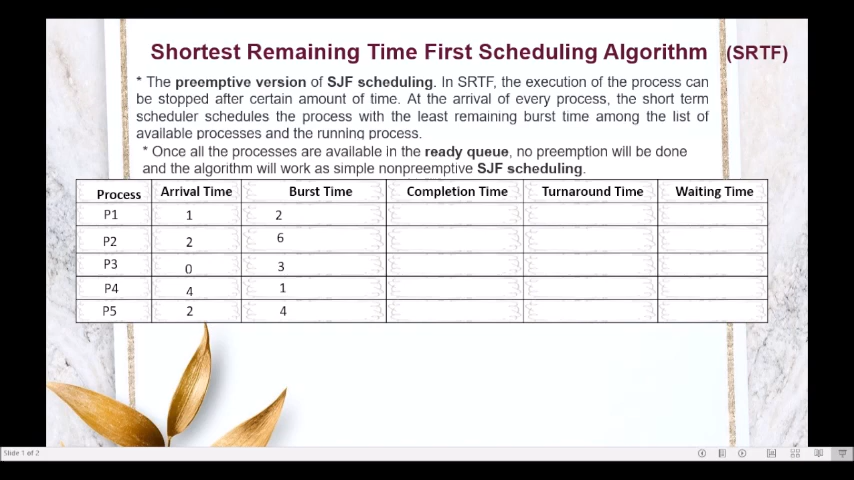 Shortest Remaining Time First Scheduling Algorithm (SRTF)
* The preemptive version of SJF scheduling. In SRTF, the execution of the process can
be stopped after certain amount of time. At the arrival of every process, the short term
scheduler schedules the process with the least remaining burst time among the list of
available processes and the running process.
* Once all the processes are available in the ready queue, no preemption will be done
and the algorithm will work as simple nonpreemptive SJF scheduling.
Process Arrival Time Burst Time Completion Time Turnaround Time Waiting Time
P1 1 2
P2 2 6
P3 0 3
P4 4 1
P5 2 4
Slide 1 of 2